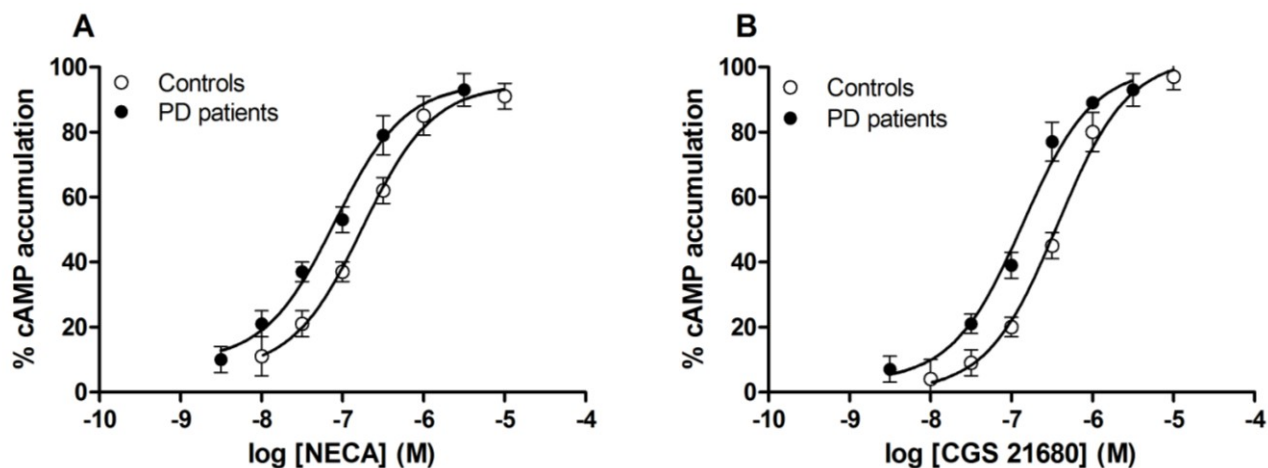 A
Controls
PD patients
% cAMP accumulation
100
80
60
40
20
0
-10 -9 -8 -7 -6 -5 -4
log [NECA] (M)
B
Controls
PD patients
% cAMP accumulation
100
80
60
40
20
0
-10 -9 -8 -7 -6 -5 -4
log [CGS 21680] (M)